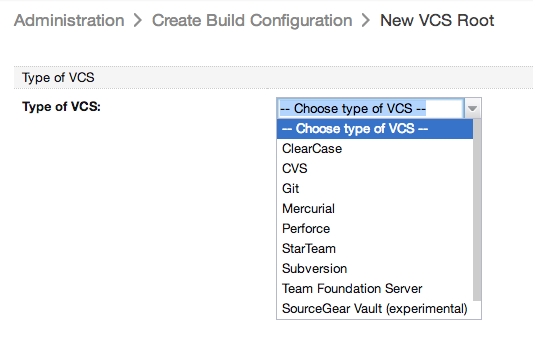 Administration > Create Build Configuration > New VCS Root
Type of VCS
Type of VCS:
-- Choose type of VCS --
-- Choose type of VCS --
ClearCase
CVS
Git
Mercurial
Perforce
StarTeam
Subversion
Team Foundation Server
SourceGear Vault (experimental)